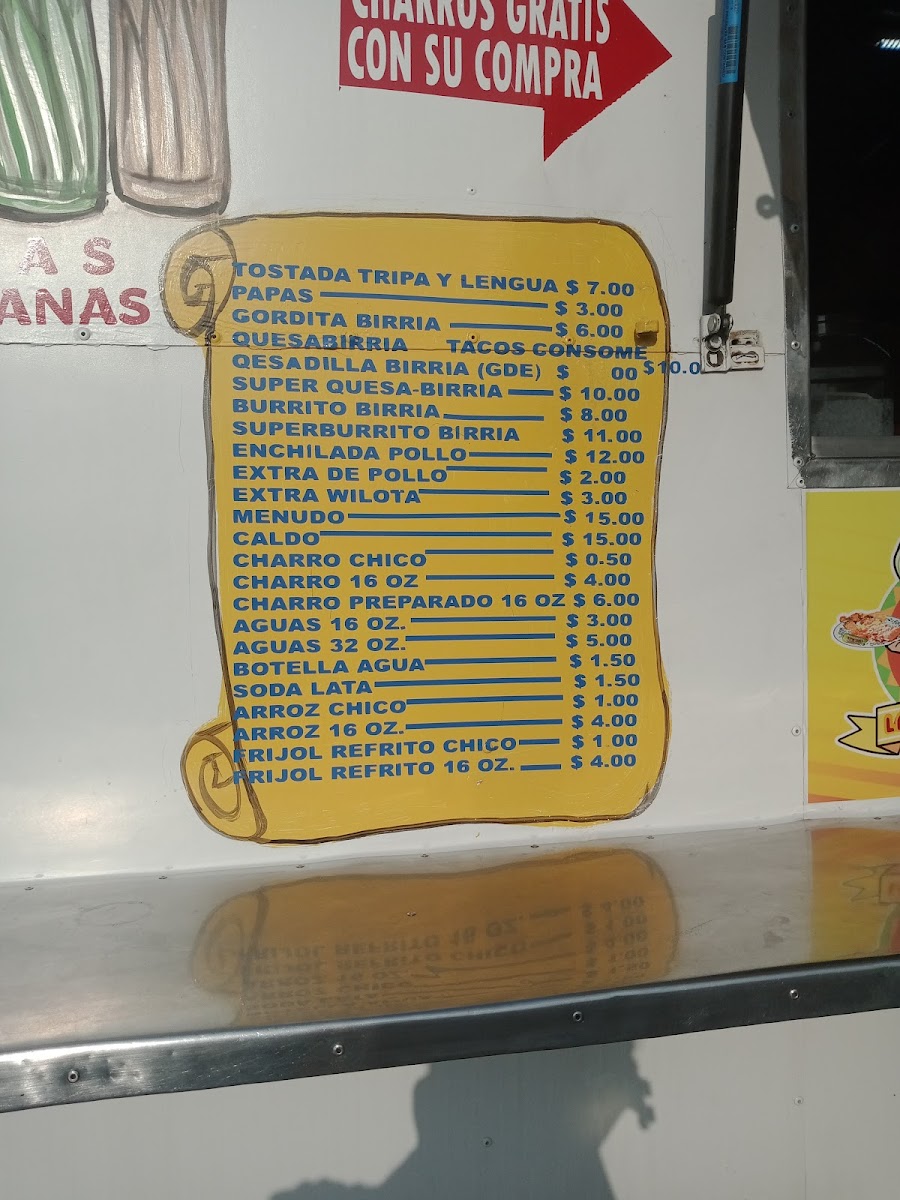 CHARROS GRATIS
CON SU COMPRA
AS
ANAS
TOSTADA TRIPA Y LENGUA $ 7.00
PAPAS $ 3.00
GORDITA BIRRIA $ 6.00
QUESABIRRIA TACOS CONSOME $10.0
QESADILLA BIRRIA (GDE) $ 00
SUPER QUESA-BIRRIA $ 10.00
BURRITO BIRRIA $ 8.00
SUPERBURRITO BIRRIA $ 11.00
ENCHILADA POLLO $ 12.00
EXTRA DE POLLO $ 2.00
EXTRA WILOTA $ 3.00
MENUDO $ 15.00
CALDO $ 15.00
CHARRO CHICO $ 0.50
CHARRO 16 OZ $ 4.00
CHARRO PREPARADO 16 OZ $ 6.00
AGUAS 16 OZ. $ 3.00
AGUAS 32 OZ. $ 5.00
BOTELLA AGUA $ 1.50
SODA LATA $ 1.50
ARROZ CHICO $ 1.00
ARROZ 16 OZ. $ 4.00
FRIJOL REFRITO CHICO $ 1.00
FRIJOL REFRITO 16 OZ. $ 4.00